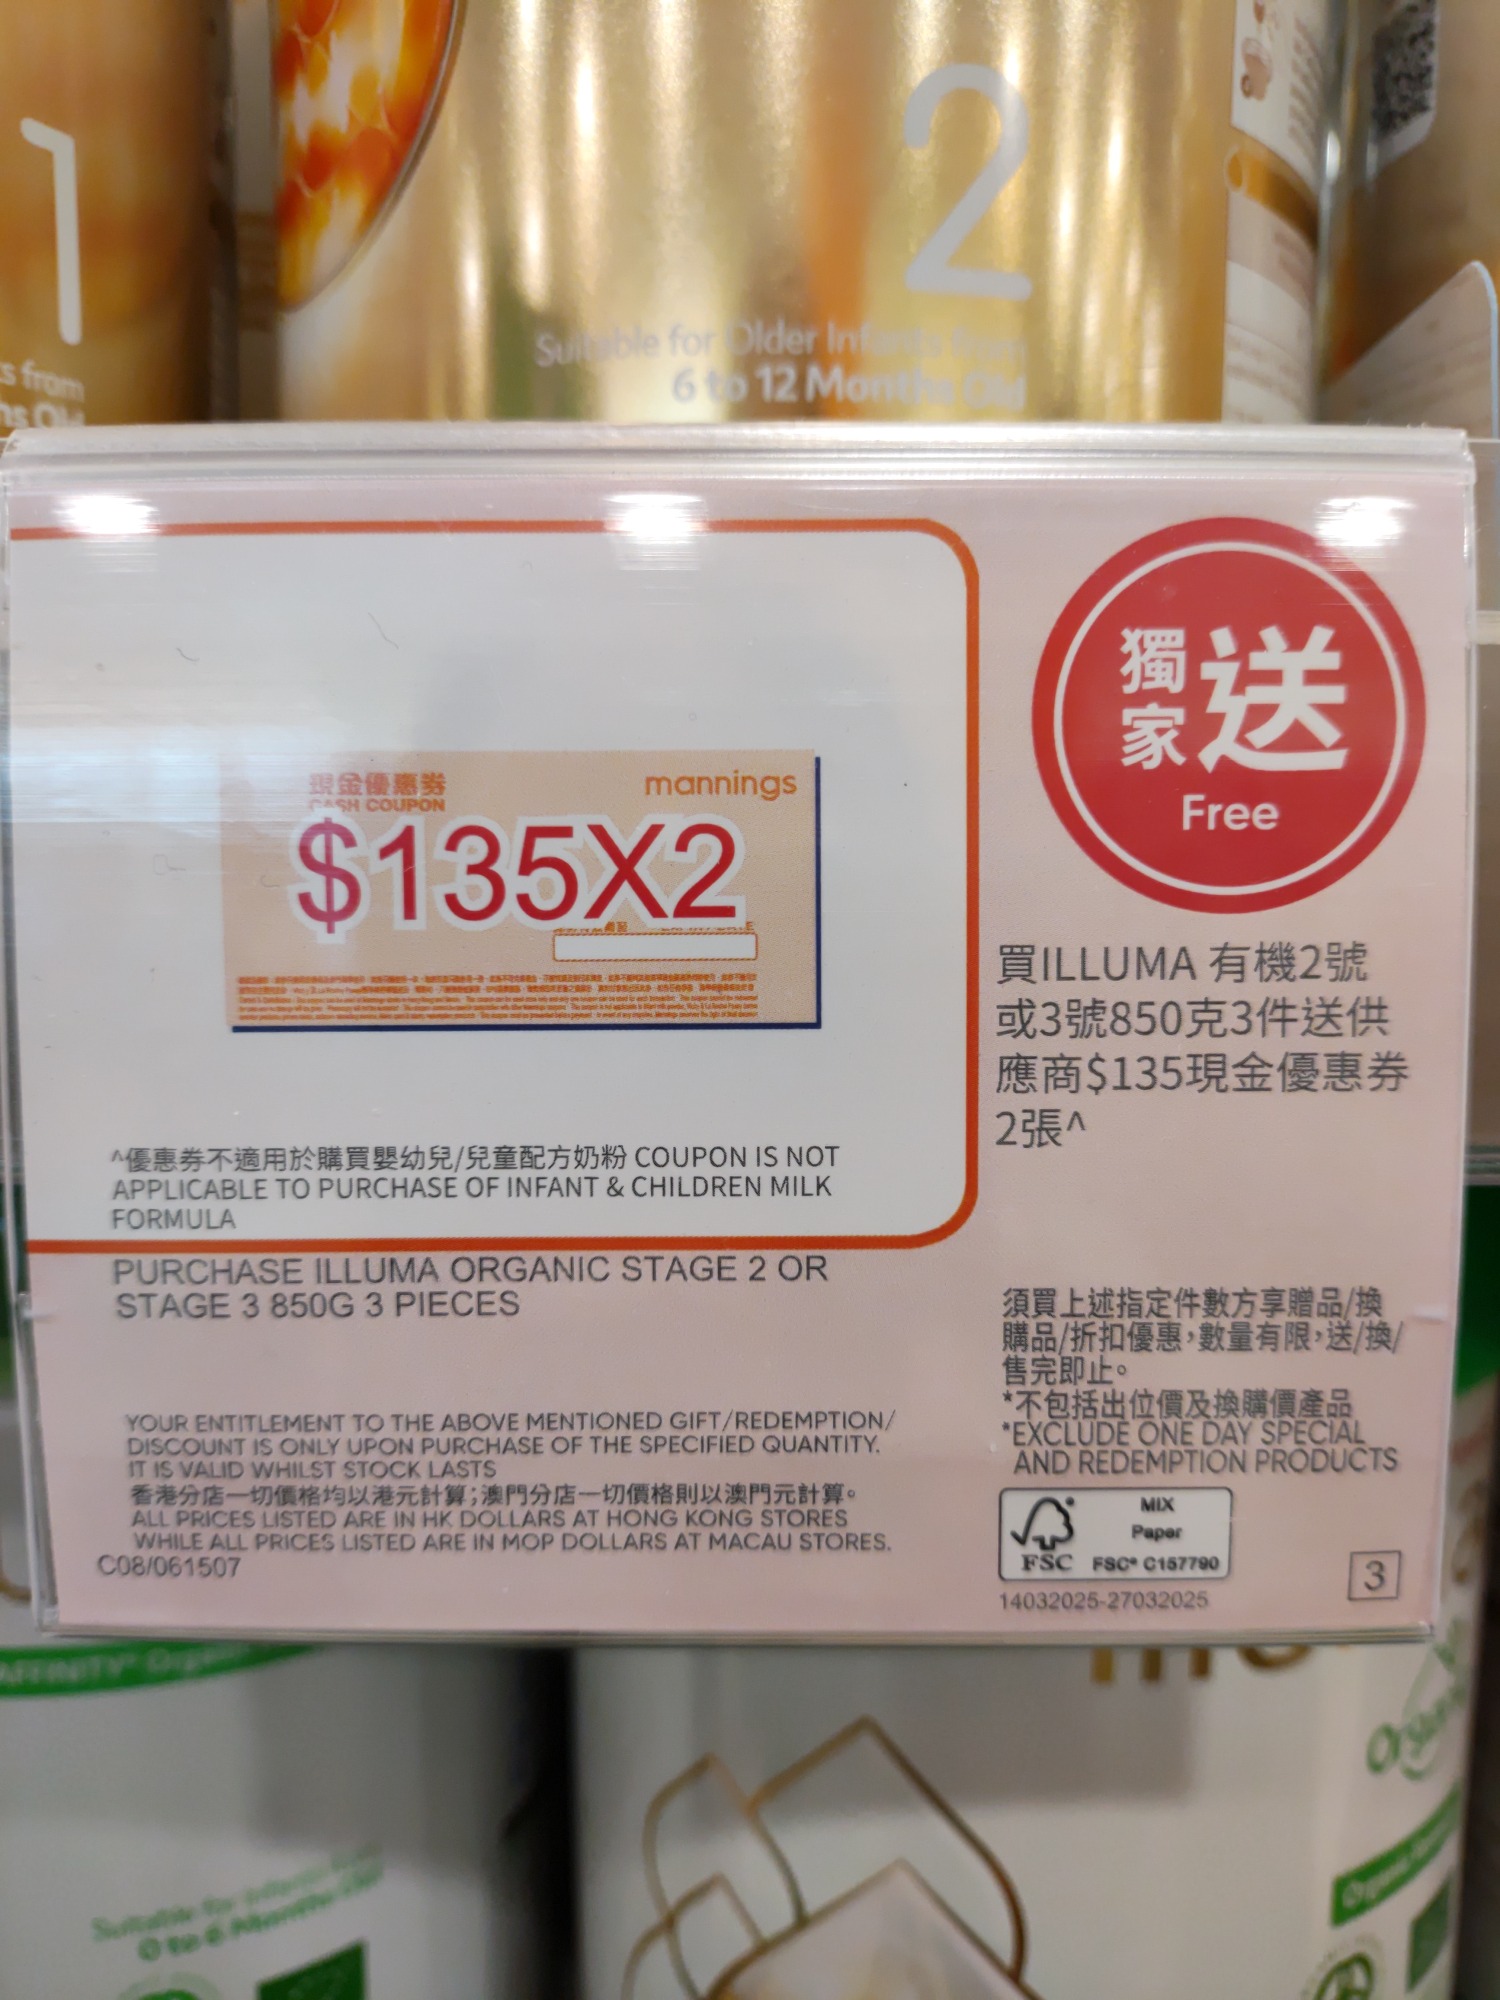 1
2
s from
Suitable for Older Infants from
6 to 12 Months Old
獨家送
Free
現金優惠券
CASH COUPON
mannings
$135X2
買ILLUMA 有機2號
或3號850克3件送供
應商$135現金優惠券
2張^
^優惠券不適用於購買嬰幼兒/兒童配方奶粉 COUPON IS NOT
APPLICABLE TO PURCHASE OF INFANT & CHILDREN MILK
FORMULA
PURCHASE ILLUMA ORGANIC STAGE 2 OR
STAGE 3 850G 3 PIECES
須買上述指定件數方享贈品/換
購品/折扣優惠，數量有限，送/換/
售完即止。
*不包括出位價及換購價產品
*EXCLUDE ONE DAY SPECIAL
AND REDEMPTION PRODUCTS
YOUR ENTITLEMENT TO THE ABOVE MENTIONED GIFT/REDEMPTION/
DISCOUNT IS ONLY UPON PURCHASE OF THE SPECIFIED QUANTITY.
IT IS VALID WHILST STOCK LASTS
香港分店一切價格均以港元計算；澳門分店一切價格則以澳門元計算。
ALL PRICES LISTED ARE IN HK DOLLARS AT HONG KONG STORES
WHILE ALL PRICES LISTED ARE IN MOP DOLLARS AT MACAU STORES.
C08/061507
MIX
Paper
FSC FSC® C157790
14032025-27032025
3
Suitable for Infants
0 to 6 Months Old